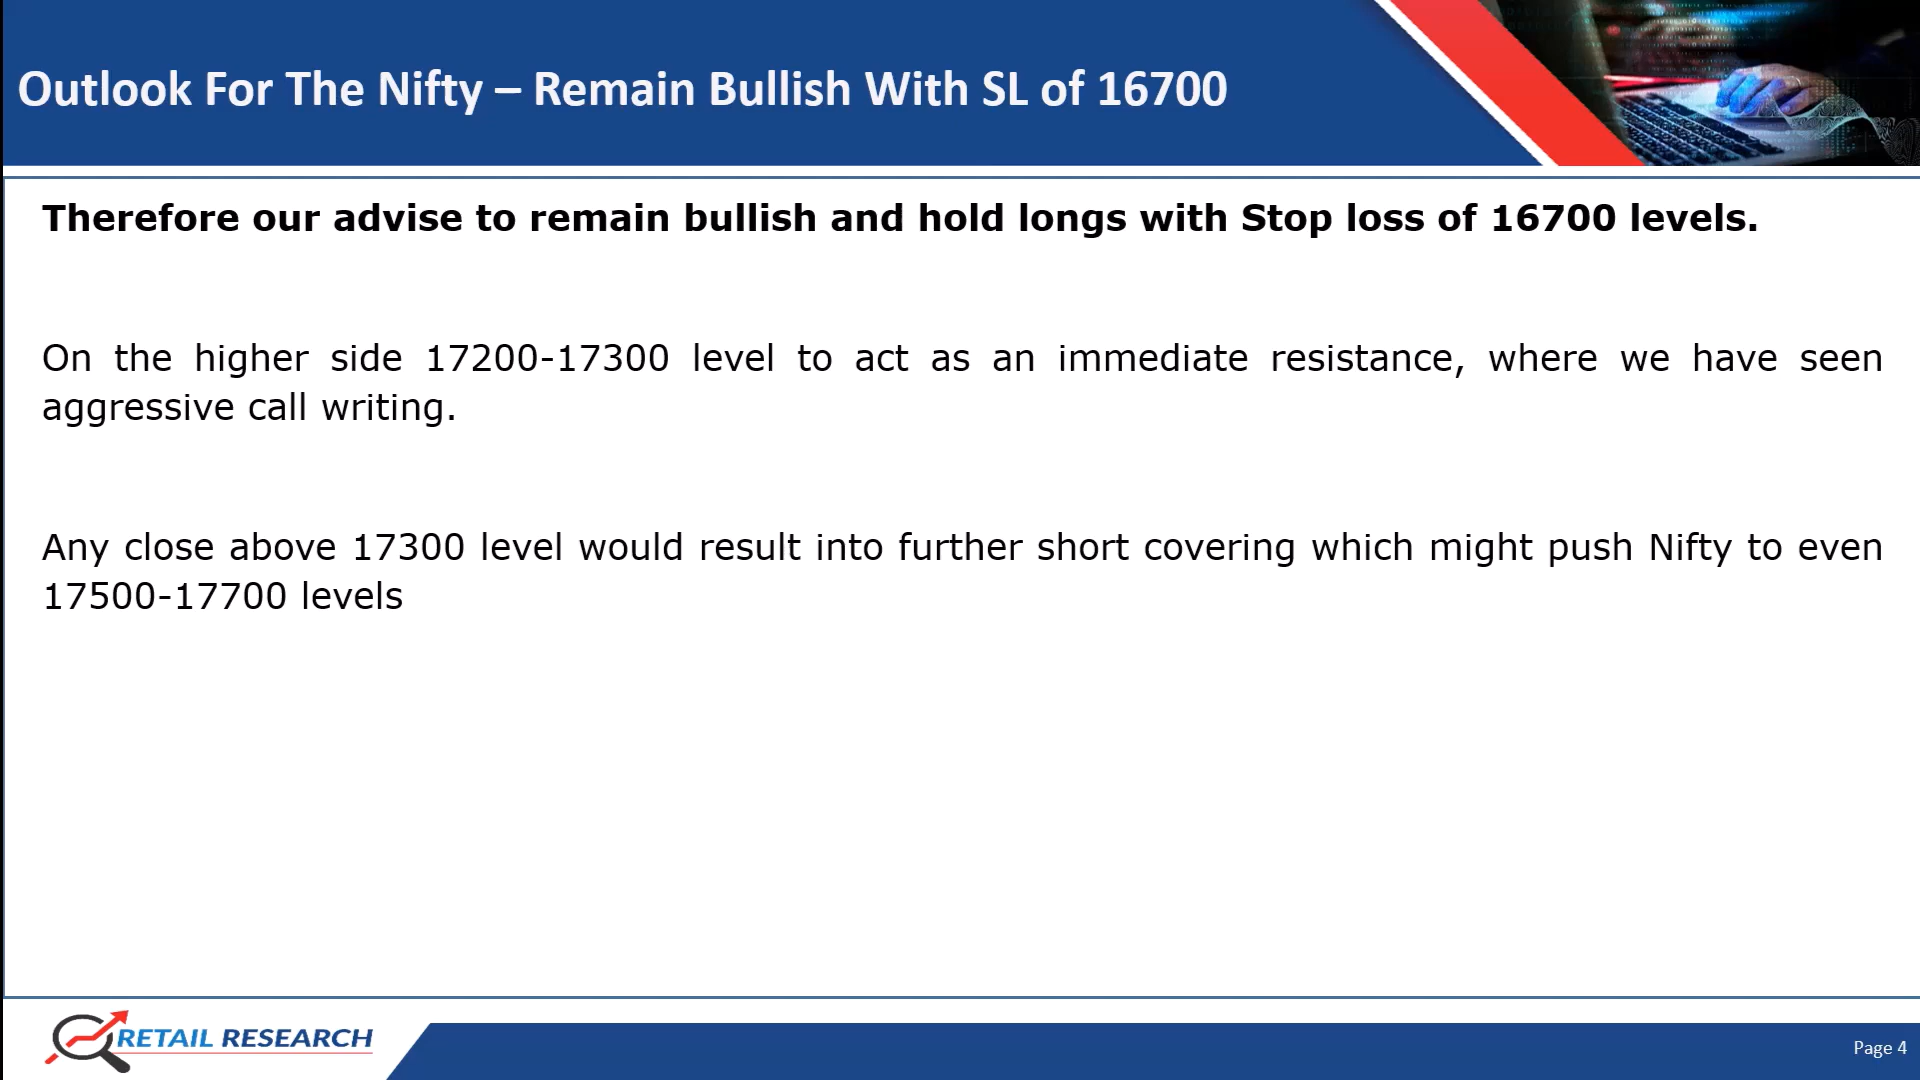 Outlook For The Nifty – Remain Bullish With SL of 16700
Therefore our advise to remain bullish and hold longs with Stop loss of 16700 levels.
On the higher side 17200-17300 level to act as an immediate resistance, where we have seen
aggressive call writing.
Any close above 17300 level would result into further short covering which might push Nifty to even
17500-17700 levels
RETAIL RESEARCH
Page 4